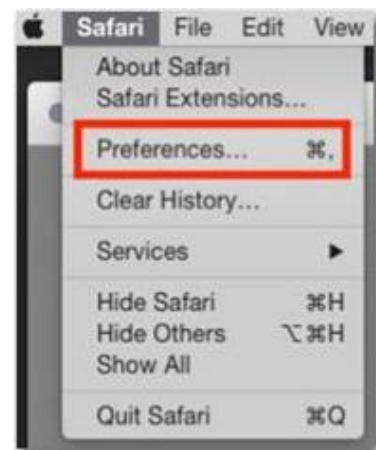 Safari File Edit View
About Safari
Safari Extensions...
Preferences... ⌘,
Clear History...
Services ▶
Hide Safari ⌘H
Hide Others ⌥⌘H
Show All
Quit Safari ⌘Q